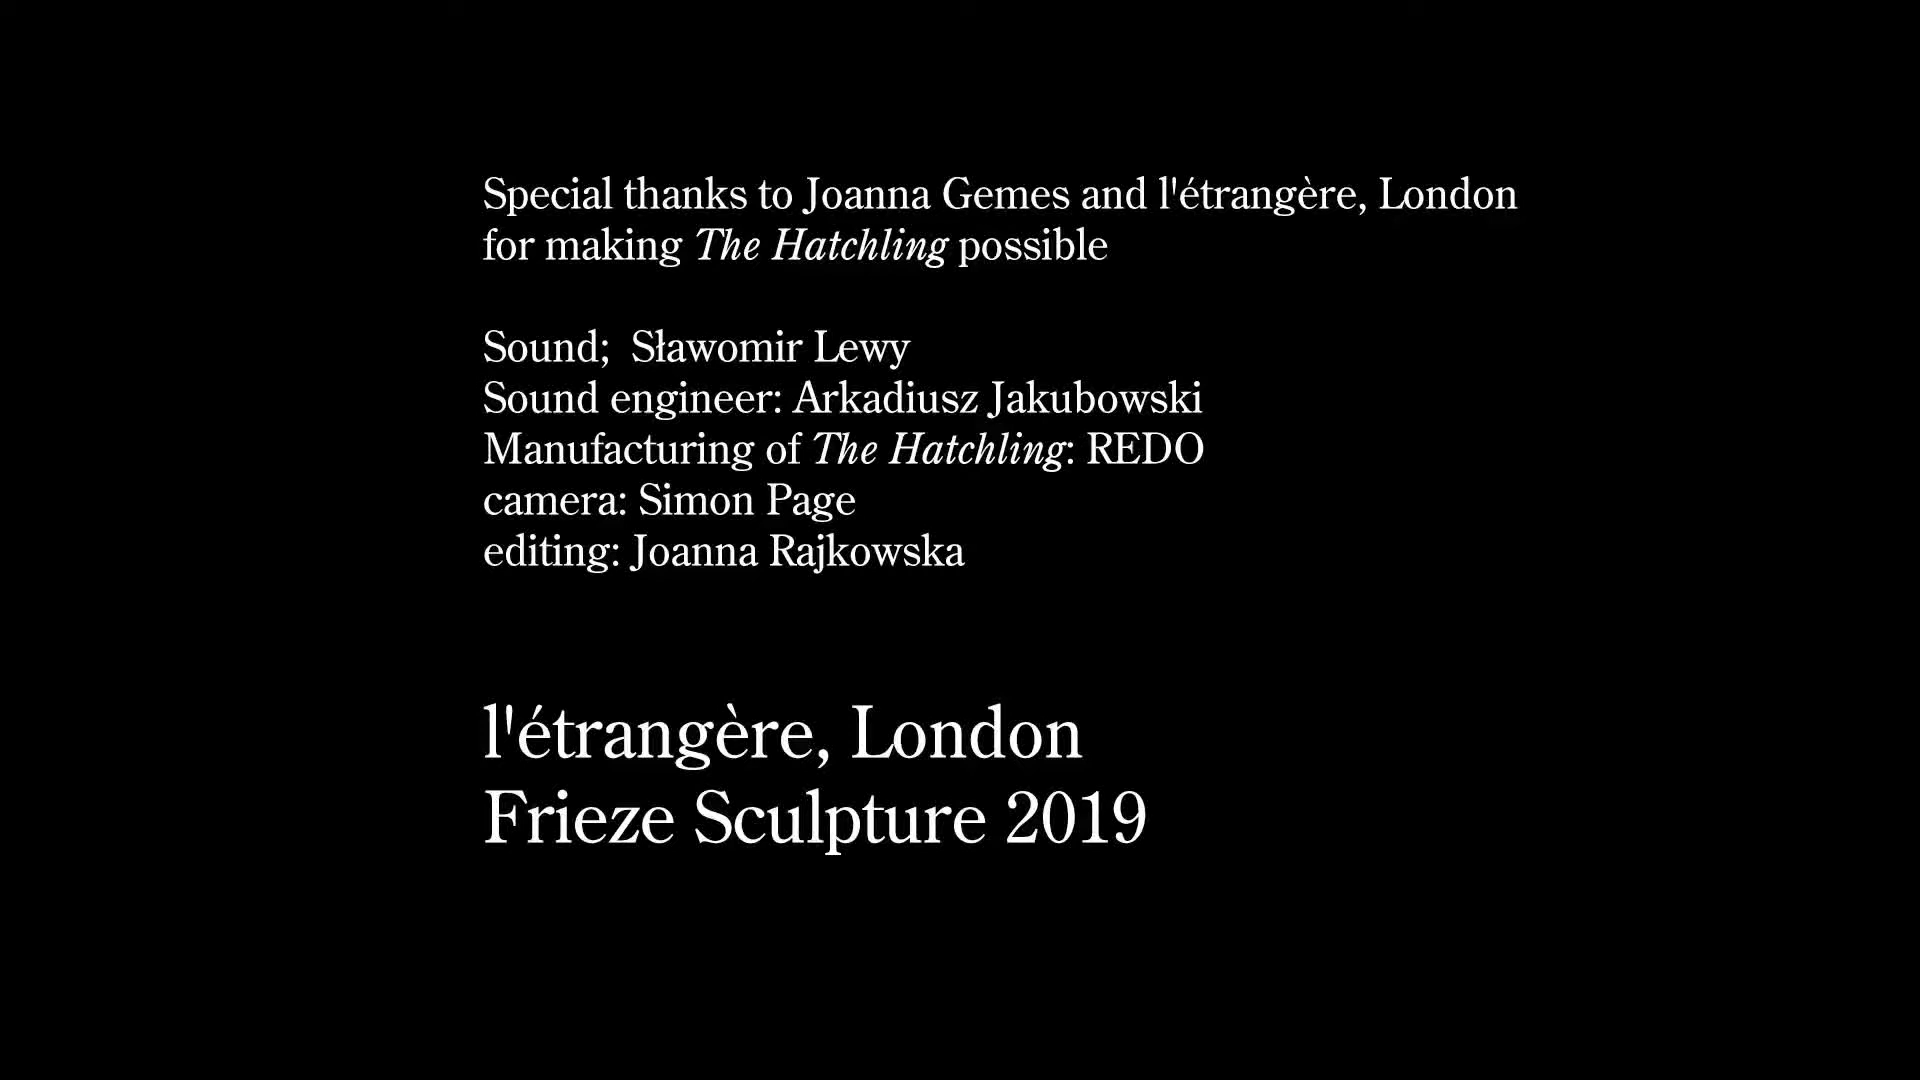 Special thanks to Joanna Gemes and l'étrangère, London
for making The Hatchling possible
Sound;  Sławomir Lewy
Sound engineer: Arkadiusz Jakubowski
Manufacturing of The Hatchling: REDO
camera: Simon Page
editing: Joanna Rajkowska
l'étrangère, London
Frieze Sculpture 2019